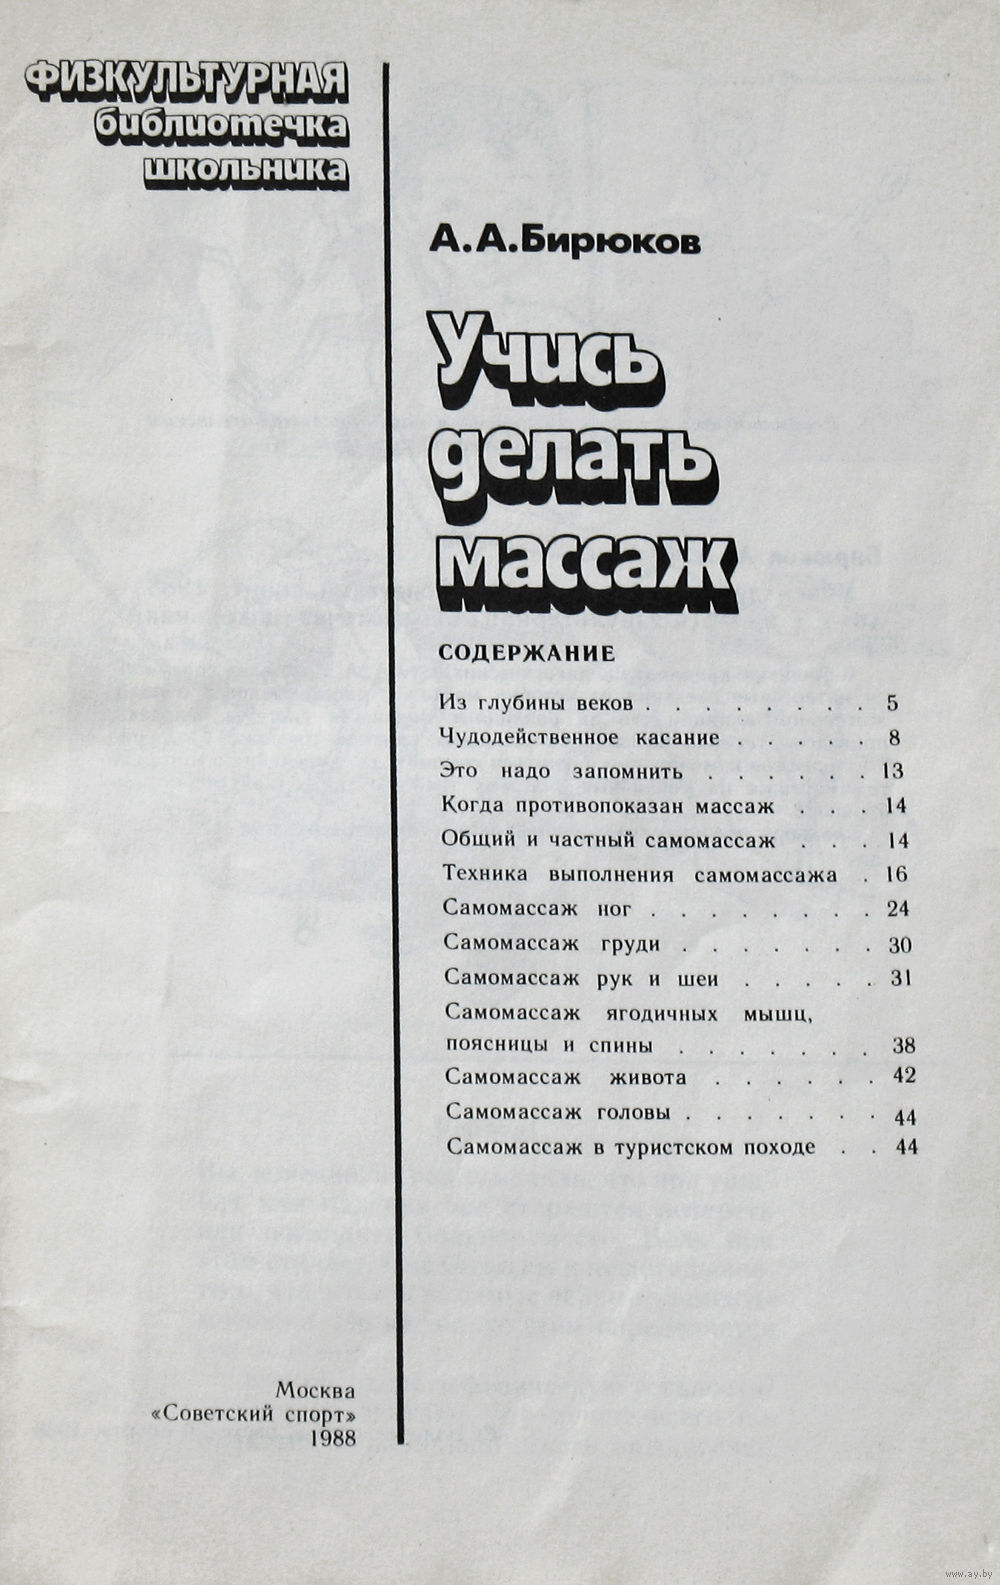 ФИЗКУЛЬТУРНАЯ
библиотечка
школьника
А.А.Бирюков
Учись
делать
массаж
СОДЕРЖАНИЕ
Из глубины веков . . . . . . . . 5
Чудодейственное касание . . . . . 8
Это надо запомнить . . . . . . 13
Когда противопоказан массаж . . . 14
Общий и частный самомассаж . . . 14
Техника выполнения самомассажа . 16
Самомассаж ног . . . . . . . . 24
Самомассаж груди . . . . . . . 30
Самомассаж рук и шеи . . . . . 31
Самомассаж ягодичных мышц,
поясницы и спины . . . . . . . 38
Самомассаж живота . . . . . . 42
Самомассаж головы . . . . . . . 44
Самомассаж в туристском походе . . 44
Москва
«Советский спорт»
1988
www.ay.by